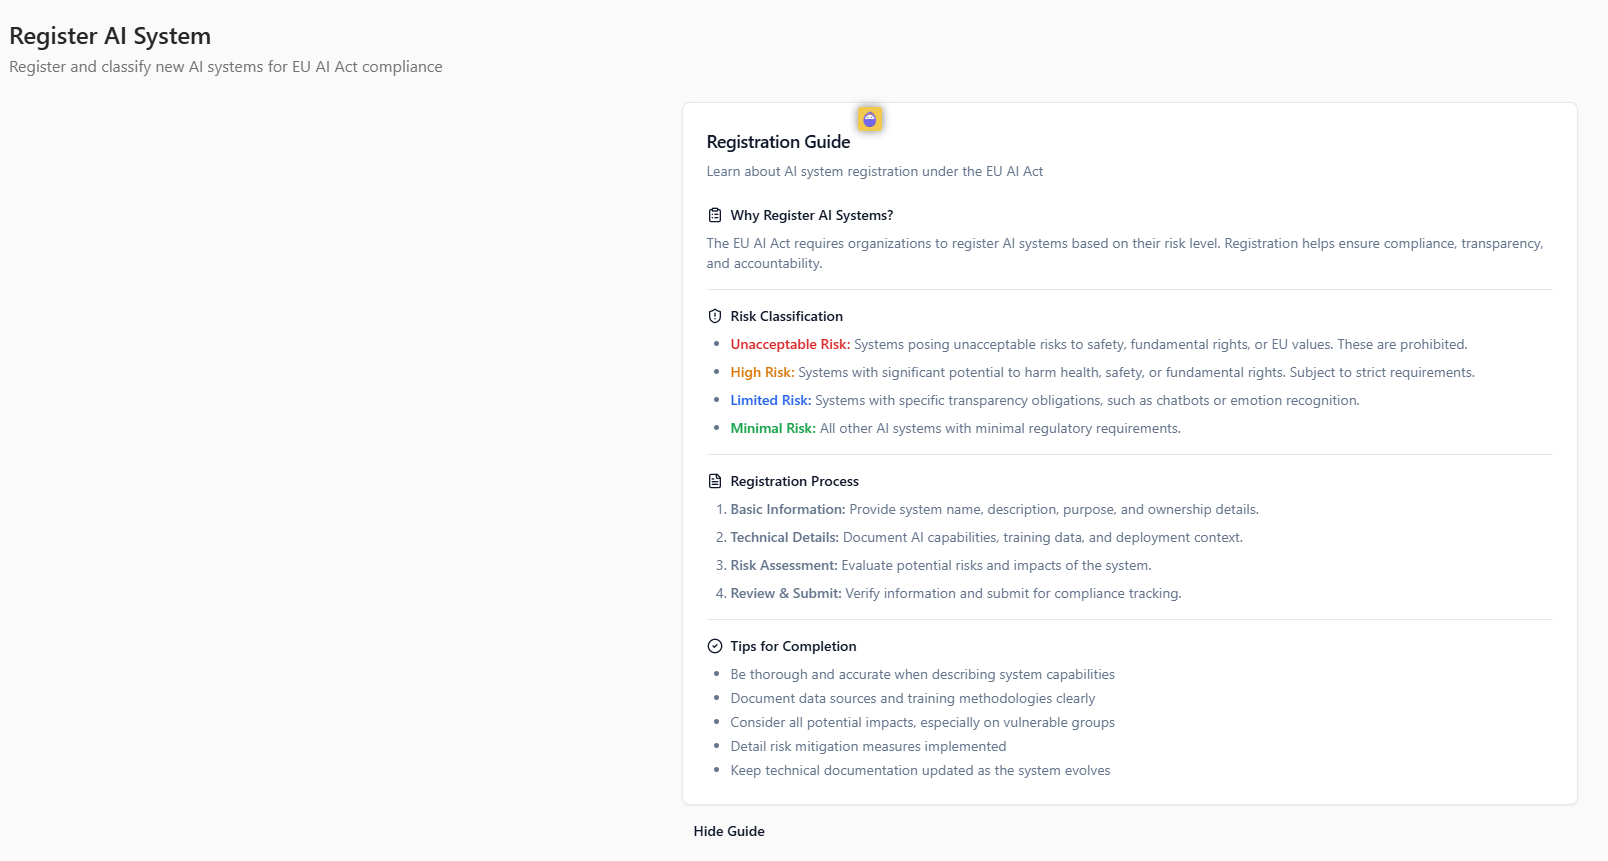 Register AI System
Register and classify new AI systems for EU AI Act compliance
Registration Guide
Learn about AI system registration under the EU AI Act
Why Register AI Systems?
The EU AI Act requires organizations to register AI systems based on their risk level. Registration helps ensure compliance, transparency,
and accountability.
Risk Classification
• Unacceptable Risk: Systems posing unacceptable risks to safety, fundamental rights, or EU values. These are prohibited.
• High Risk: Systems with significant potential to harm health, safety, or fundamental rights. Subject to strict requirements.
• Limited Risk: Systems with specific transparency obligations, such as chatbots or emotion recognition.
• Minimal Risk: All other AI systems with minimal regulatory requirements.
Registration Process
1. Basic Information: Provide system name, description, purpose, and ownership details.
2. Technical Details: Document AI capabilities, training data, and deployment context.
3. Risk Assessment: Evaluate potential risks and impacts of the system.
4. Review & Submit: Verify information and submit for compliance tracking.
Tips for Completion
• Be thorough and accurate when describing system capabilities
• Document data sources and training methodologies clearly
• Consider all potential impacts, especially on vulnerable groups
• Detail risk mitigation measures implemented
• Keep technical documentation updated as the system evolves
Hide Guide